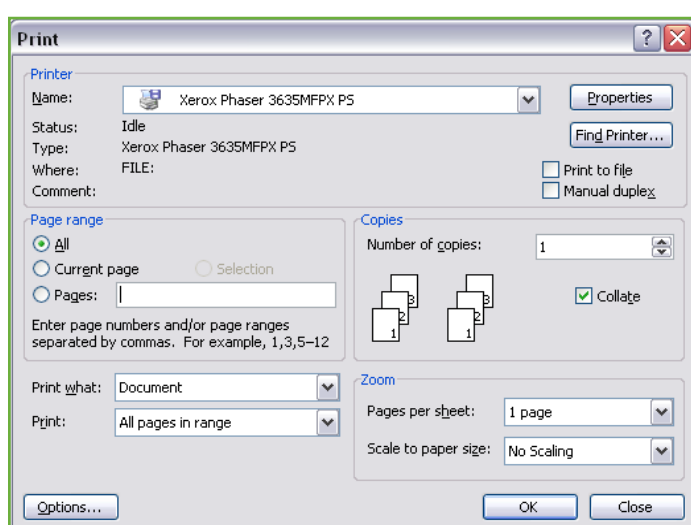 Print
Printer
Name: Xerox Phaser 3635MFPX PS Properties
Status: Idle
Find Printer...
Type: Xerox Phaser 3635MFPX PS
Where: FILE: Print to file
Comment: Manual duplex
Page range
All
Current page Selection
Pages:
Enter page numbers and/or page ranges
separated by commas. For example, 1,3,5–12
Copies
Number of copies: 1
3 3
2 2
1 1
Collate
Print what: Document
Print: All pages in range
Zoom
Pages per sheet: 1 page
Scale to paper size: No Scaling
Options... OK Close